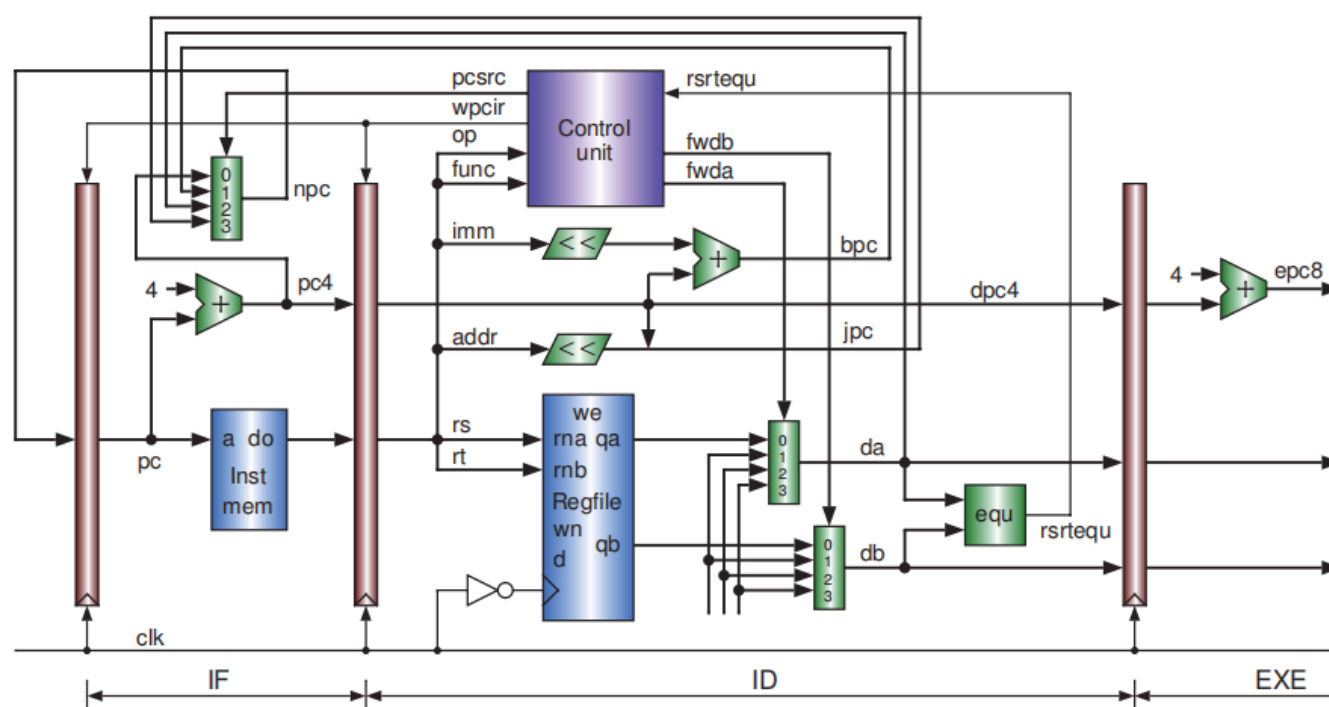 pcsrc
rsrtequ
wpcir
Control
unit
op
fwdb
func
fwda
0
1
2
3
npc
imm
<<
+
bpc
4
+
pc4
dpc4
4
+
epc8
addr
<<
jpc
a do
Inst
mem
pc
rs
rt
we
rna qa
rnb
Regfile
wn
d
qb
0
1
2
3
da
equ
rsrtequ
0
1
2
3
db
clk
IF
ID
EXE